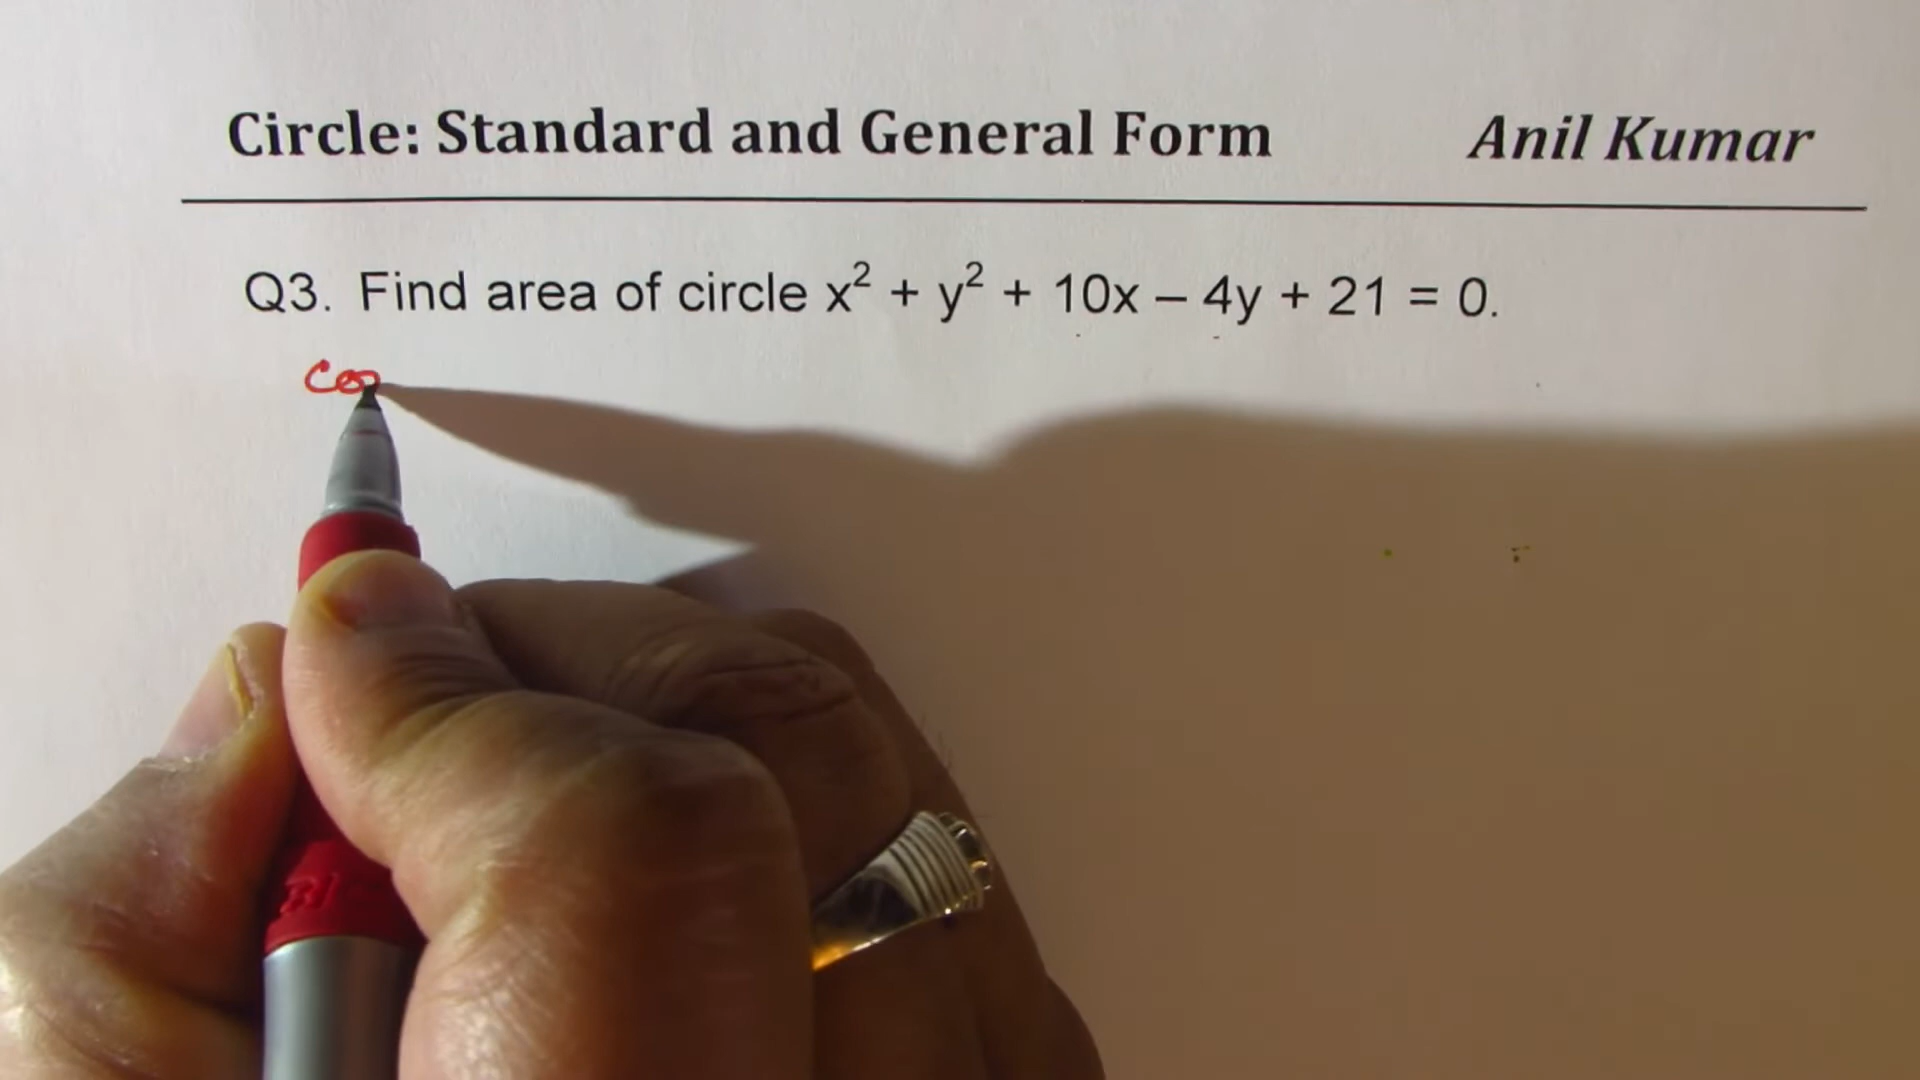 Circle: Standard and General Form Anil Kumar
Q3. Find area of circle x² + y² + 10x – 4y + 21 = 0.